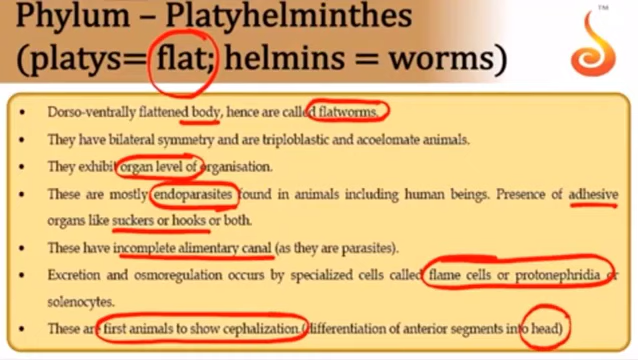 Phylum – Platyhelminthes
(platys= flat; helmins = worms)
TM
• Dorso-ventrally flattened body, hence are called flatworms.
• They have bilateral symmetry and are triploblastic and acoelomate animals.
• They exhibit organ level of organisation.
• These are mostly endoparasites found in animals including human beings. Presence of adhesive
organs like suckers or hooks or both.
• These have incomplete alimentary canal (as they are parasites).
• Excretion and osmoregulation occurs by specialized cells called flame cells or protonephridia or
solenocytes.
• These are first animals to show cephalization (differentiation of anterior segments into head)